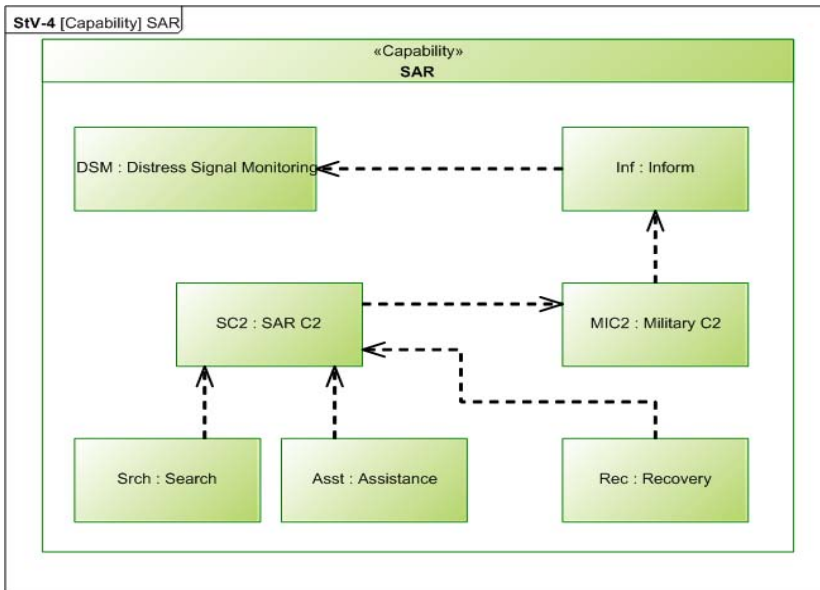 StV-4 [Capability] SAR
«Capability»
SAR
DSM : Distress Signal Monitoring
Inf : Inform
SC2 : SAR C2
MIC2 : Military C2
Srch : Search
Asst : Assistance
Rec : Recovery